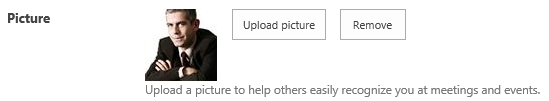 Picture
Upload picture
Remove
Upload a picture to help others easily recognize you at meetings and events.